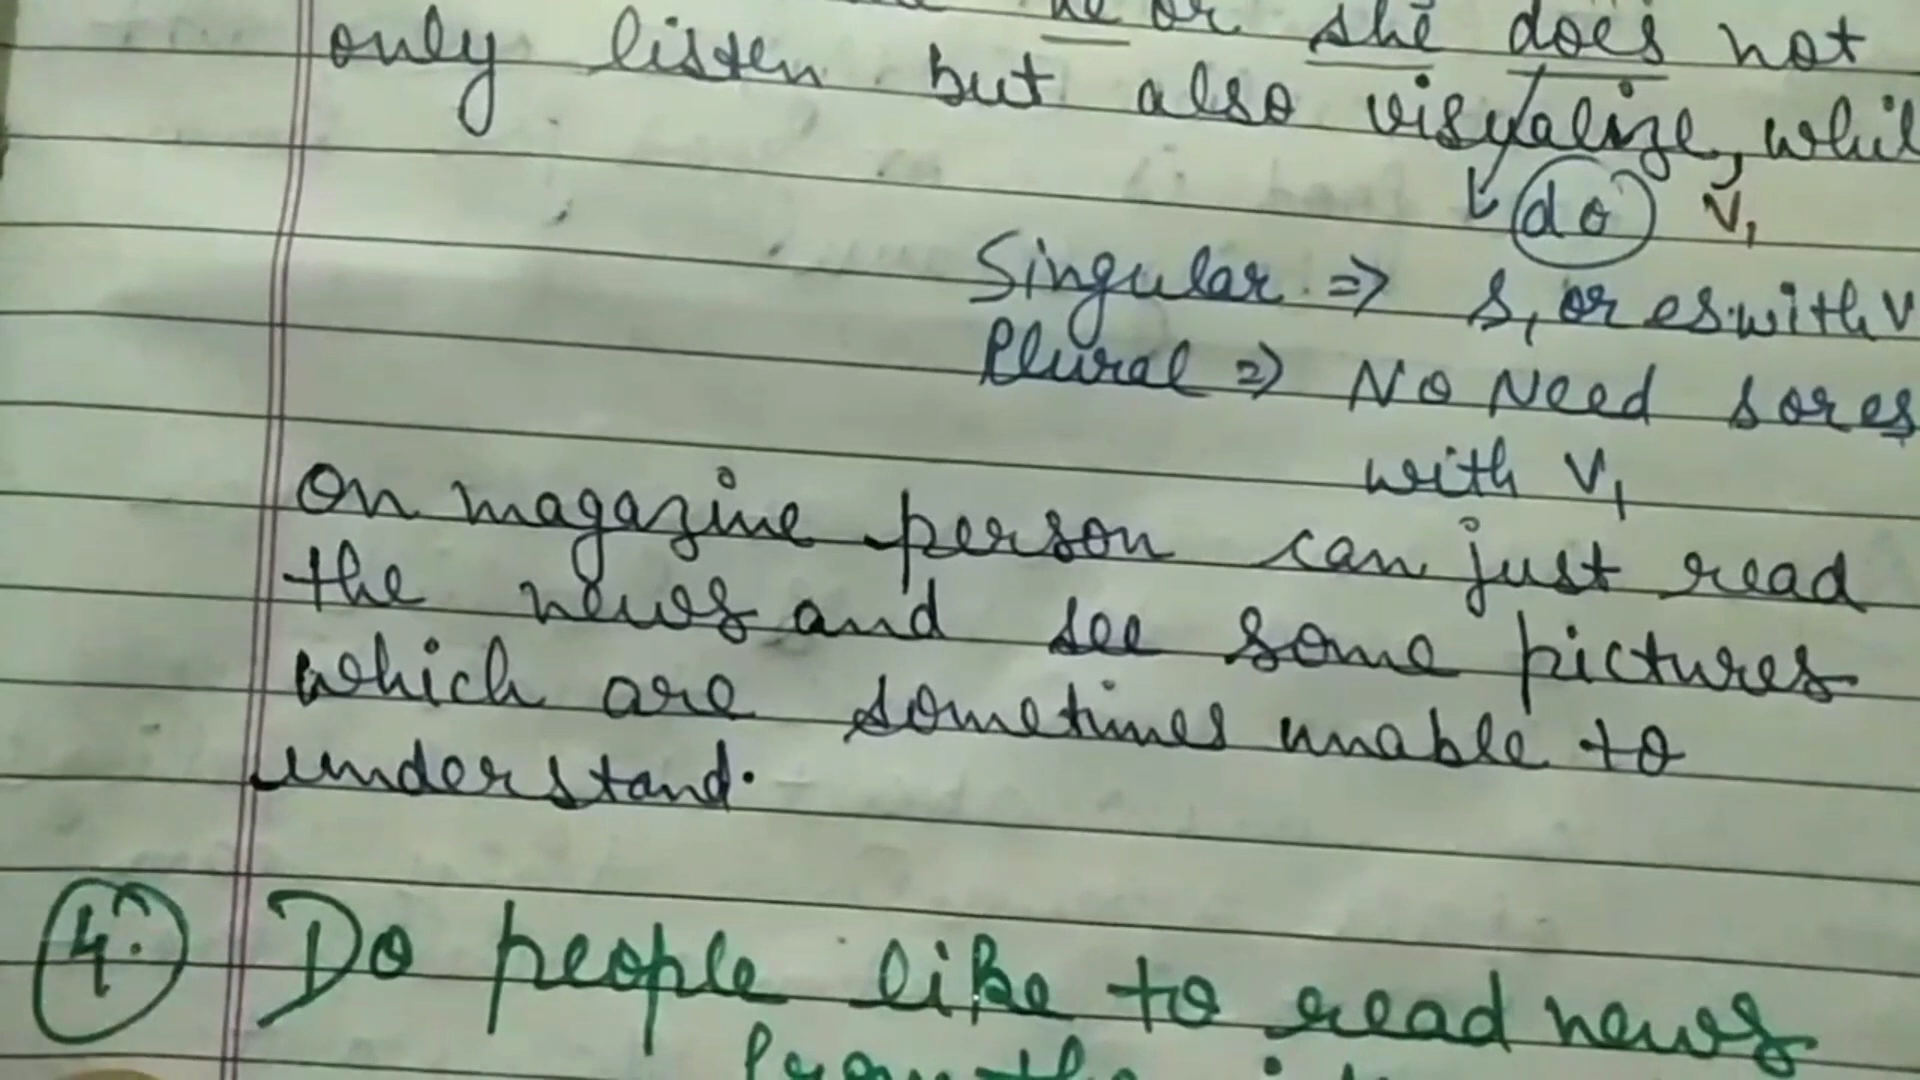 he or she does not
only listen but also visualize, whil
do V1
Singular => s, or es with V
Plural => No Need s or es
with V1
on magazine person can just read
the news and see some pictures
which are sometimes unable to
understand.
4. Do people like to read news
from the